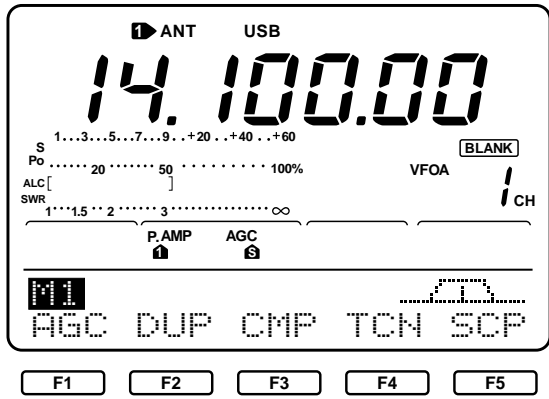 1 ANT USB
14.100.00
S 1...3...5...7...9..+20 ..+40 ..+60
BLANK
Po ...... 20 ....... 50 .......... 100%
VFOA
1 CH
ALC [ ]
SWR 1...1.5..2 ...... 3 ................ ∞
P.AMP AGC
1 S
M1
AGC DUP CMP TCN SCP
F1 F2 F3 F4 F5